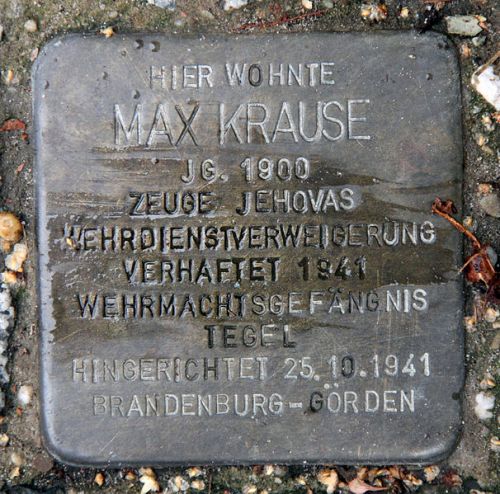 HIER WOHNTE
MAX KRAUSE
JG. 1900
ZEUGE JEHOVAS
WEHRDIENSTVERWEIGERUNG
VERHAFTET 1941
WEHRMACHTSGEFÄNGNIS
TEGEL
HINGERICHTET 25.10.1941
BRANDENBURG-GÖRDEN